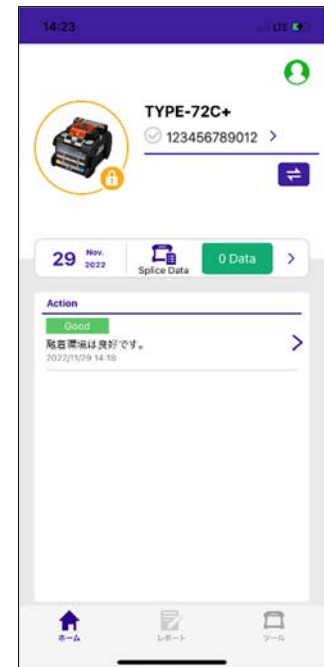 14:23
LTE
TYPE-72C+
123456789012
29 Nov. 2022
Splice Data
0 Data
Action
Good
融着環境は良好です。
2022/11/29 14:18
ホーム
レポート
ツール